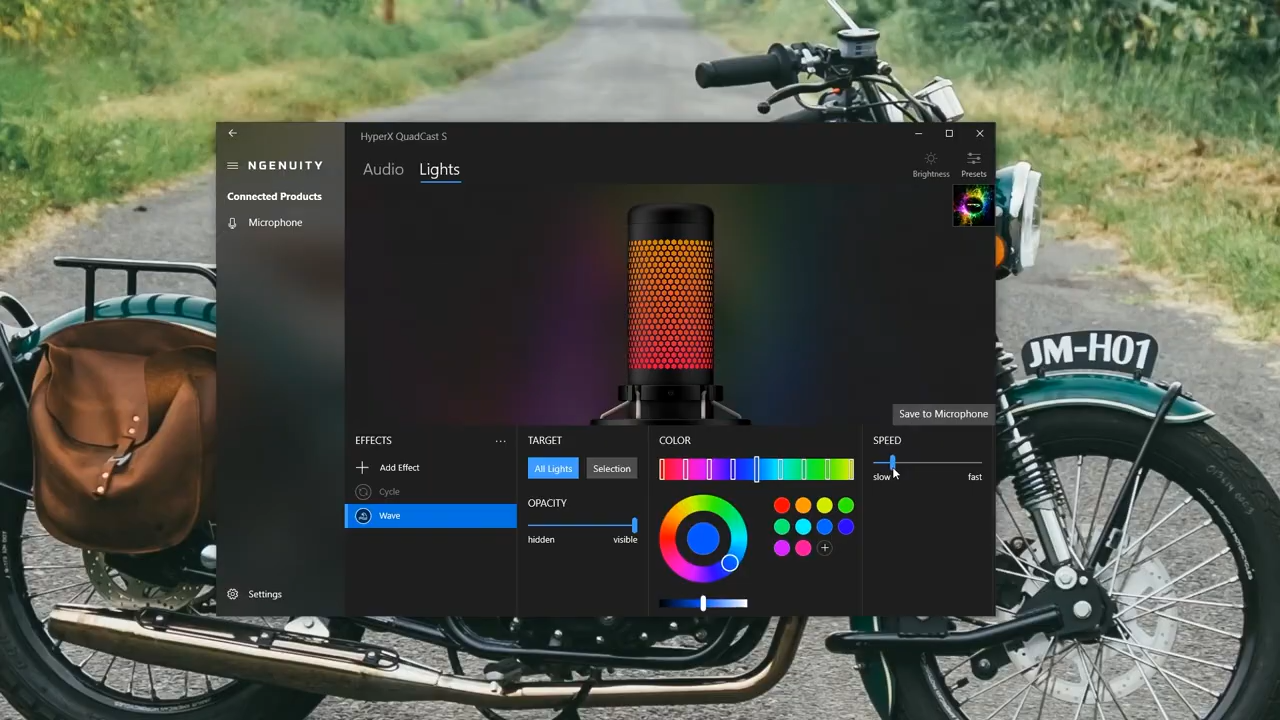 HyperX QuadCast S
NGENUITY
Audio
Lights
Brightness
Presets
Connected Products
Microphone
JM-H01
Save to Microphone
EFFECTS
...
TARGET
COLOR
SPEED
Add Effect
All Lights
Selection
slow
fast
Cycle
OPACITY
Wave
hidden
visible
Settings